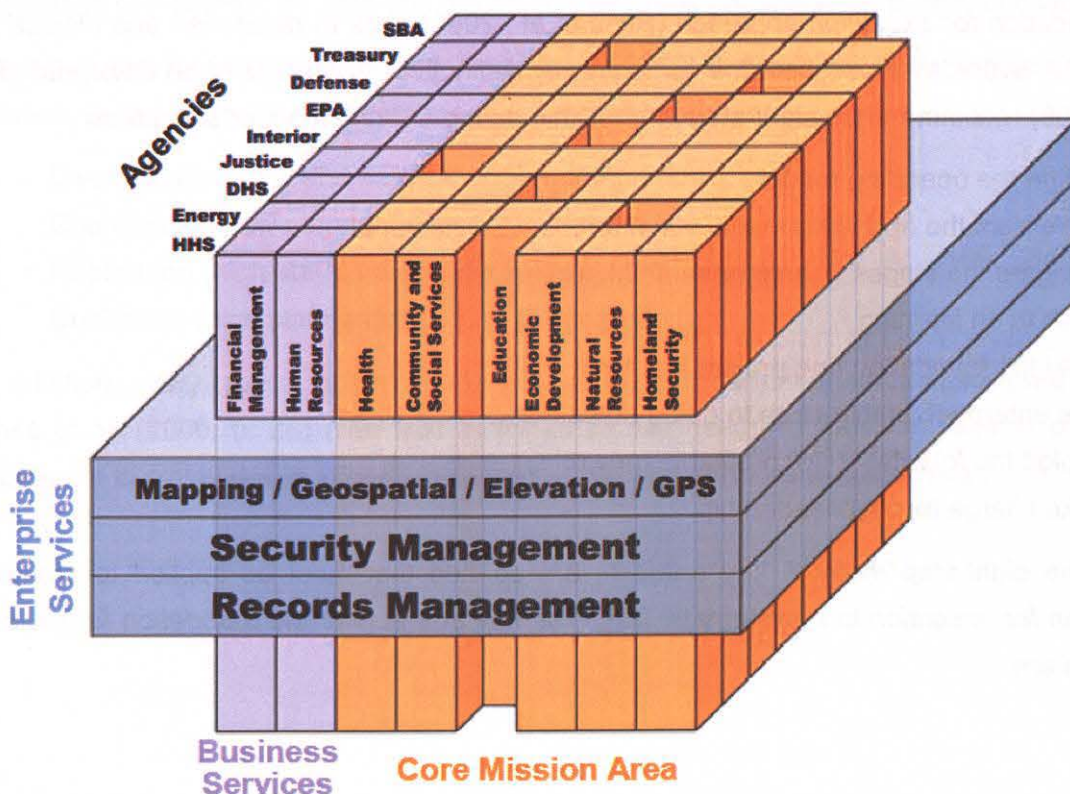 SBA
Treasury
Defense
EPA
Interior
Justice
DHS
Energy
HHS
Agencies
Financial
Management
Human
Resources
Health
Community and
Social Services
Education
Economic
Development
Natural
Resources
Homeland
Security
Enterprise
Services
Mapping / Geospatial / Elevation / GPS
Security Management
Records Management
Business
Services
Core Mission Area